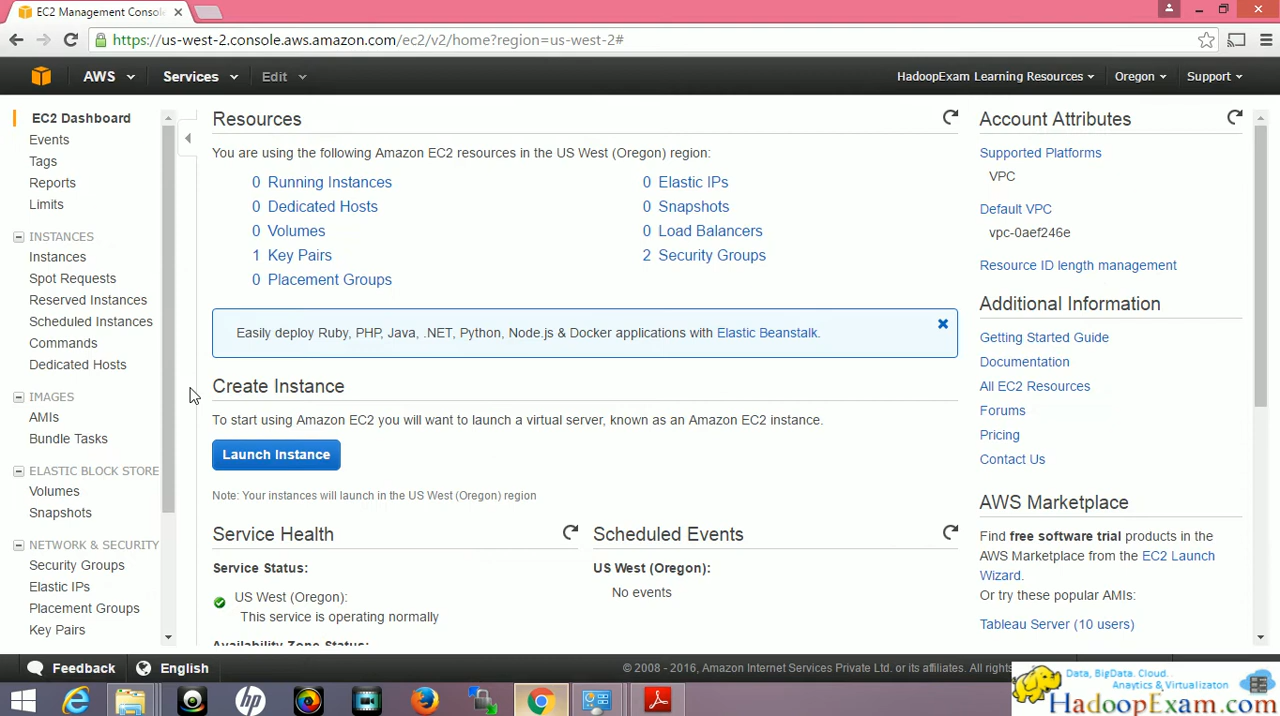 EC2 Management Consol
https://us-west-2.console.aws.amazon.com/ec2/v2/home?region=us-west-2#
AWS Services Edit HadoopExam Learning Resources Oregon Support
EC2 Dashboard
Events
Tags
Reports
Limits
INSTANCES
Instances
Spot Requests
Reserved Instances
Scheduled Instances
Commands
Dedicated Hosts
IMAGES
AMIs
Bundle Tasks
ELASTIC BLOCK STORE
Volumes
Snapshots
NETWORK & SECURITY
Security Groups
Elastic IPs
Placement Groups
Key Pairs
Resources
You are using the following Amazon EC2 resources in the US West (Oregon) region:
0 Running Instances
0 Dedicated Hosts
0 Volumes
1 Key Pairs
0 Placement Groups
0 Elastic IPs
0 Snapshots
0 Load Balancers
2 Security Groups
Easily deploy Ruby, PHP, Java, .NET, Python, Node.js & Docker applications with Elastic Beanstalk.
Create Instance
To start using Amazon EC2 you will want to launch a virtual server, known as an Amazon EC2 instance.
Launch Instance
Note: Your instances will launch in the US West (Oregon) region
Service Health
Service Status:
US West (Oregon):
This service is operating normally
Availability Zone Status:
Scheduled Events
US West (Oregon):
No events
Account Attributes
Supported Platforms
VPC
Default VPC
vpc-0aef246e
Resource ID length management
Additional Information
Getting Started Guide
Documentation
All EC2 Resources
Forums
Pricing
Contact Us
AWS Marketplace
Find free software trial products in the
AWS Marketplace from the EC2 Launch
Wizard.
Or try these popular AMIs:
Tableau Server (10 users)
Feedback English © 2008 - 2016, Amazon Internet Services Private Ltd. or its affiliates. All rights
hp
Data, BigData. Cloud.
Anaytics & Virtualizaton
HadoopExam.com